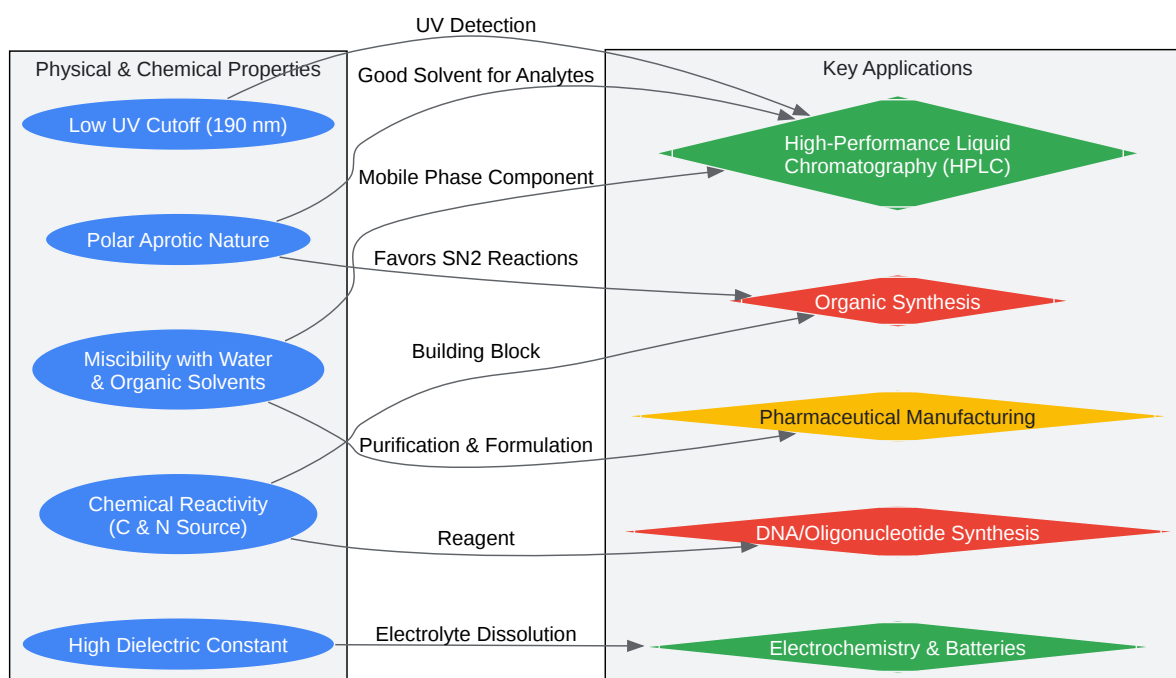 UV Detection
Physical & Chemical Properties
Key Applications
Good Solvent for Analytes
Low UV Cutoff (190 nm)
High-Performance Liquid
Chromatography (HPLC)
Mobile Phase Component
Polar Aprotic Nature
Favors SN2 Reactions
Organic Synthesis
Miscibility with Water
& Organic Solvents
Building Block
Pharmaceutical Manufacturing
Purification & Formulation
Chemical Reactivity
(C & N Source)
Reagent
DNA/Oligonucleotide Synthesis
High Dielectric Constant
Electrolyte Dissolution
Electrochemistry & Batteries